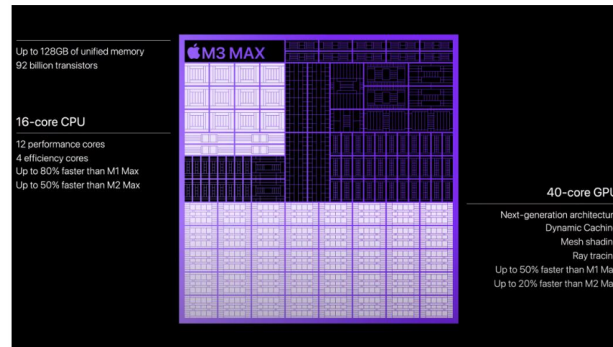 Up to 128GB of unified memory
92 billion transistors
M3 MAX
16-core CPU
12 performance cores
4 efficiency cores
Up to 80% faster than M1 Max
Up to 50% faster than M2 Max
40-core GPU
Next-generation architectur
Dynamic Cachin
Mesh shadin
Ray tracin
Up to 50% faster than M1 Ma
Up to 20% faster than M2 Ma